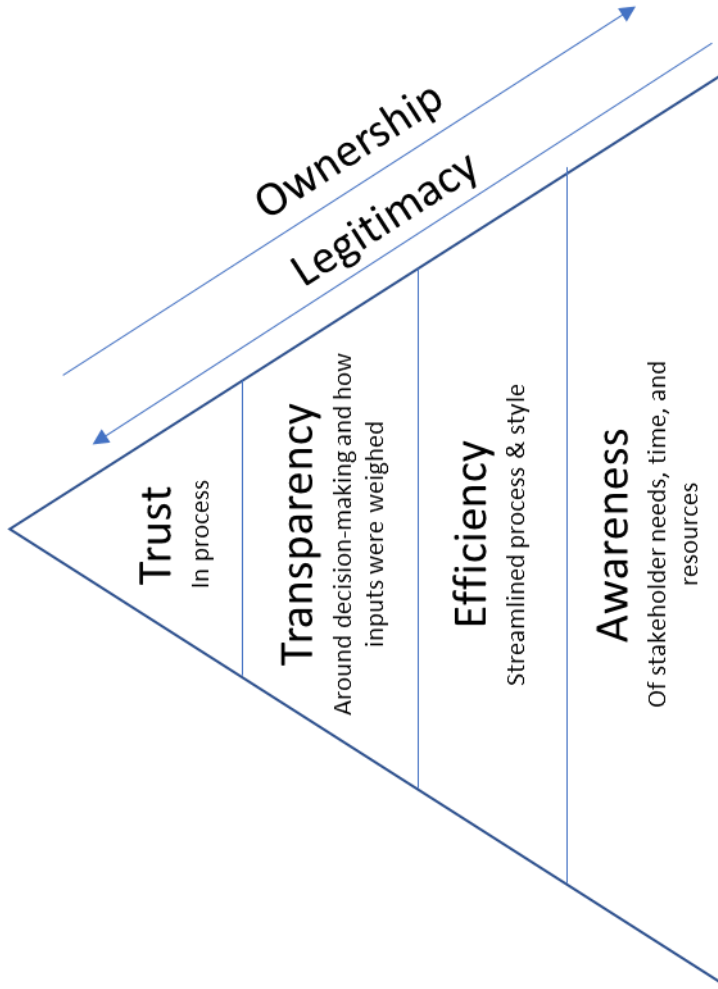 Ownership
Legitimacy
Trust
In process
Transparency
Around decision-making and how
inputs were weighed
Efficiency
Streamlined process & style
Awareness
Of stakeholder needs, time, and
resources